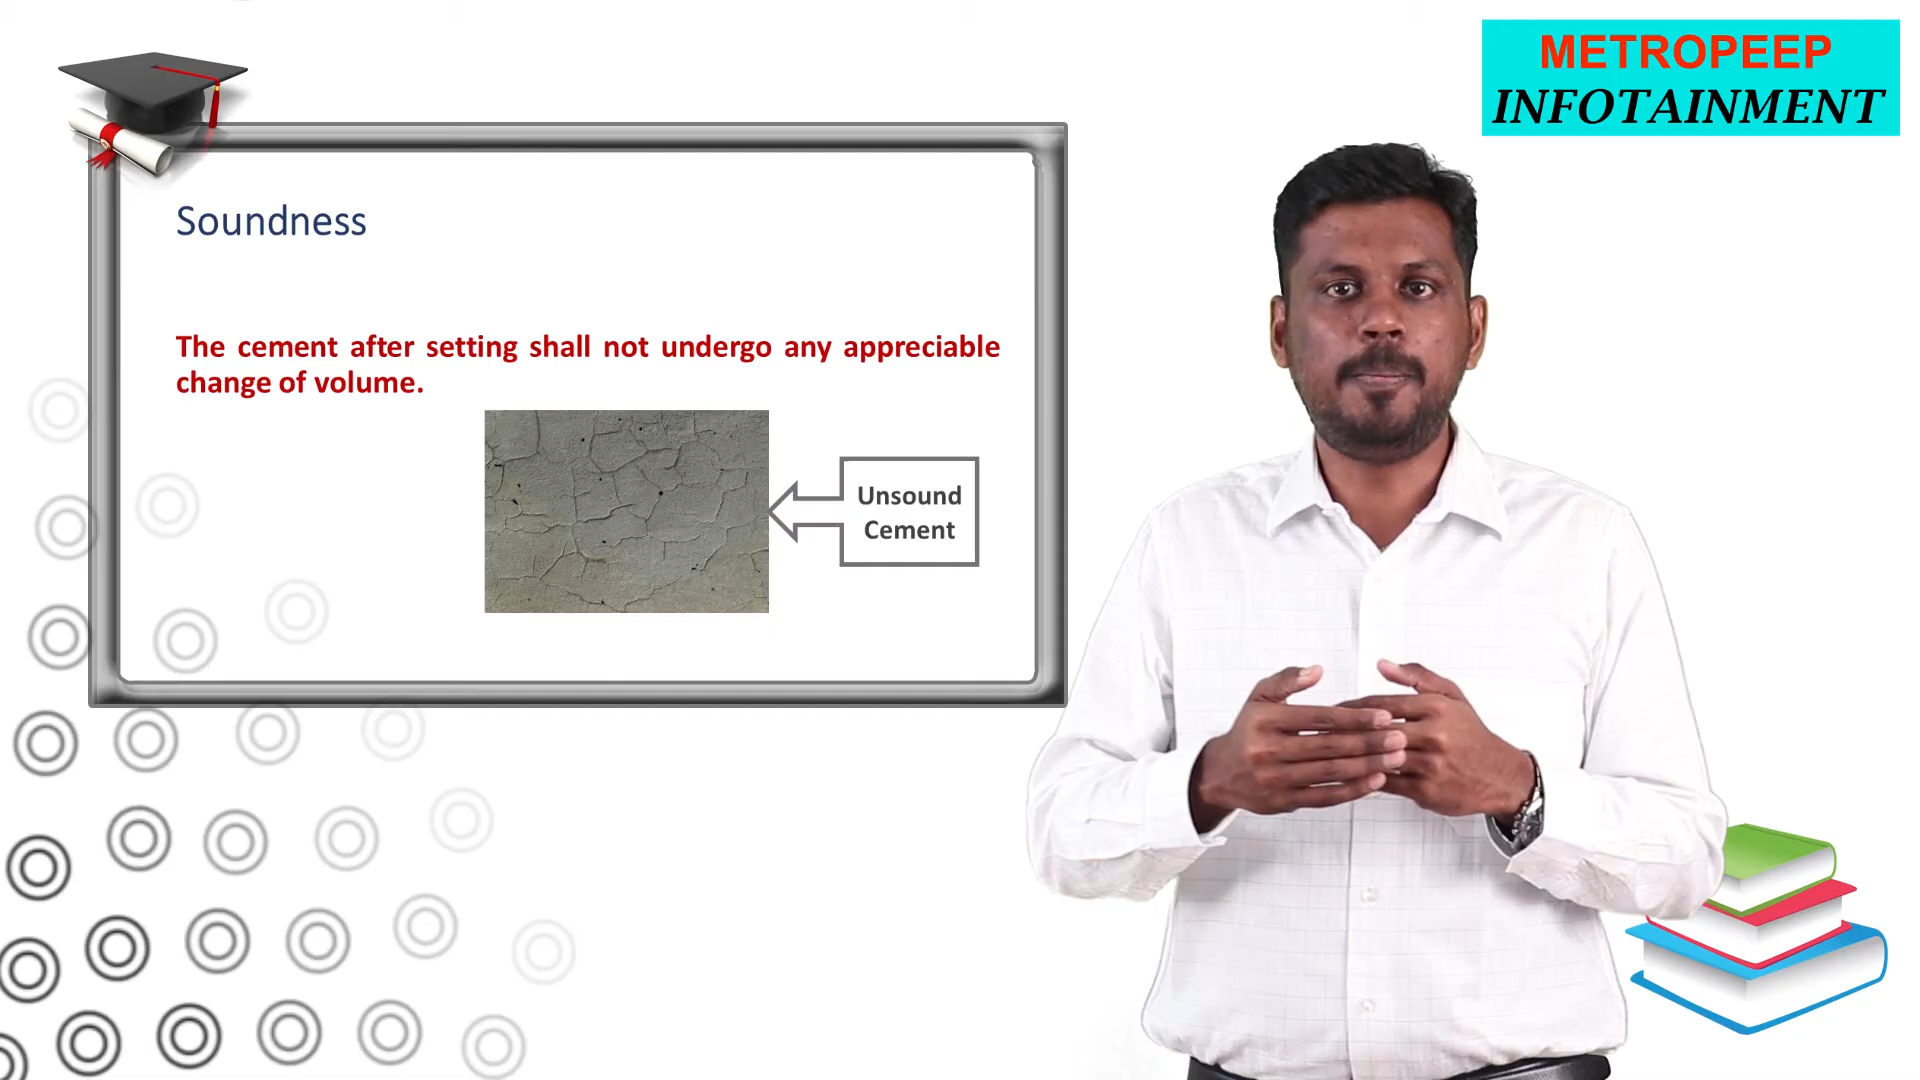 METROPEEP
INFOTAINMENT
Soundness
The cement after setting shall not undergo any appreciable
change of volume.
Unsound
Cement